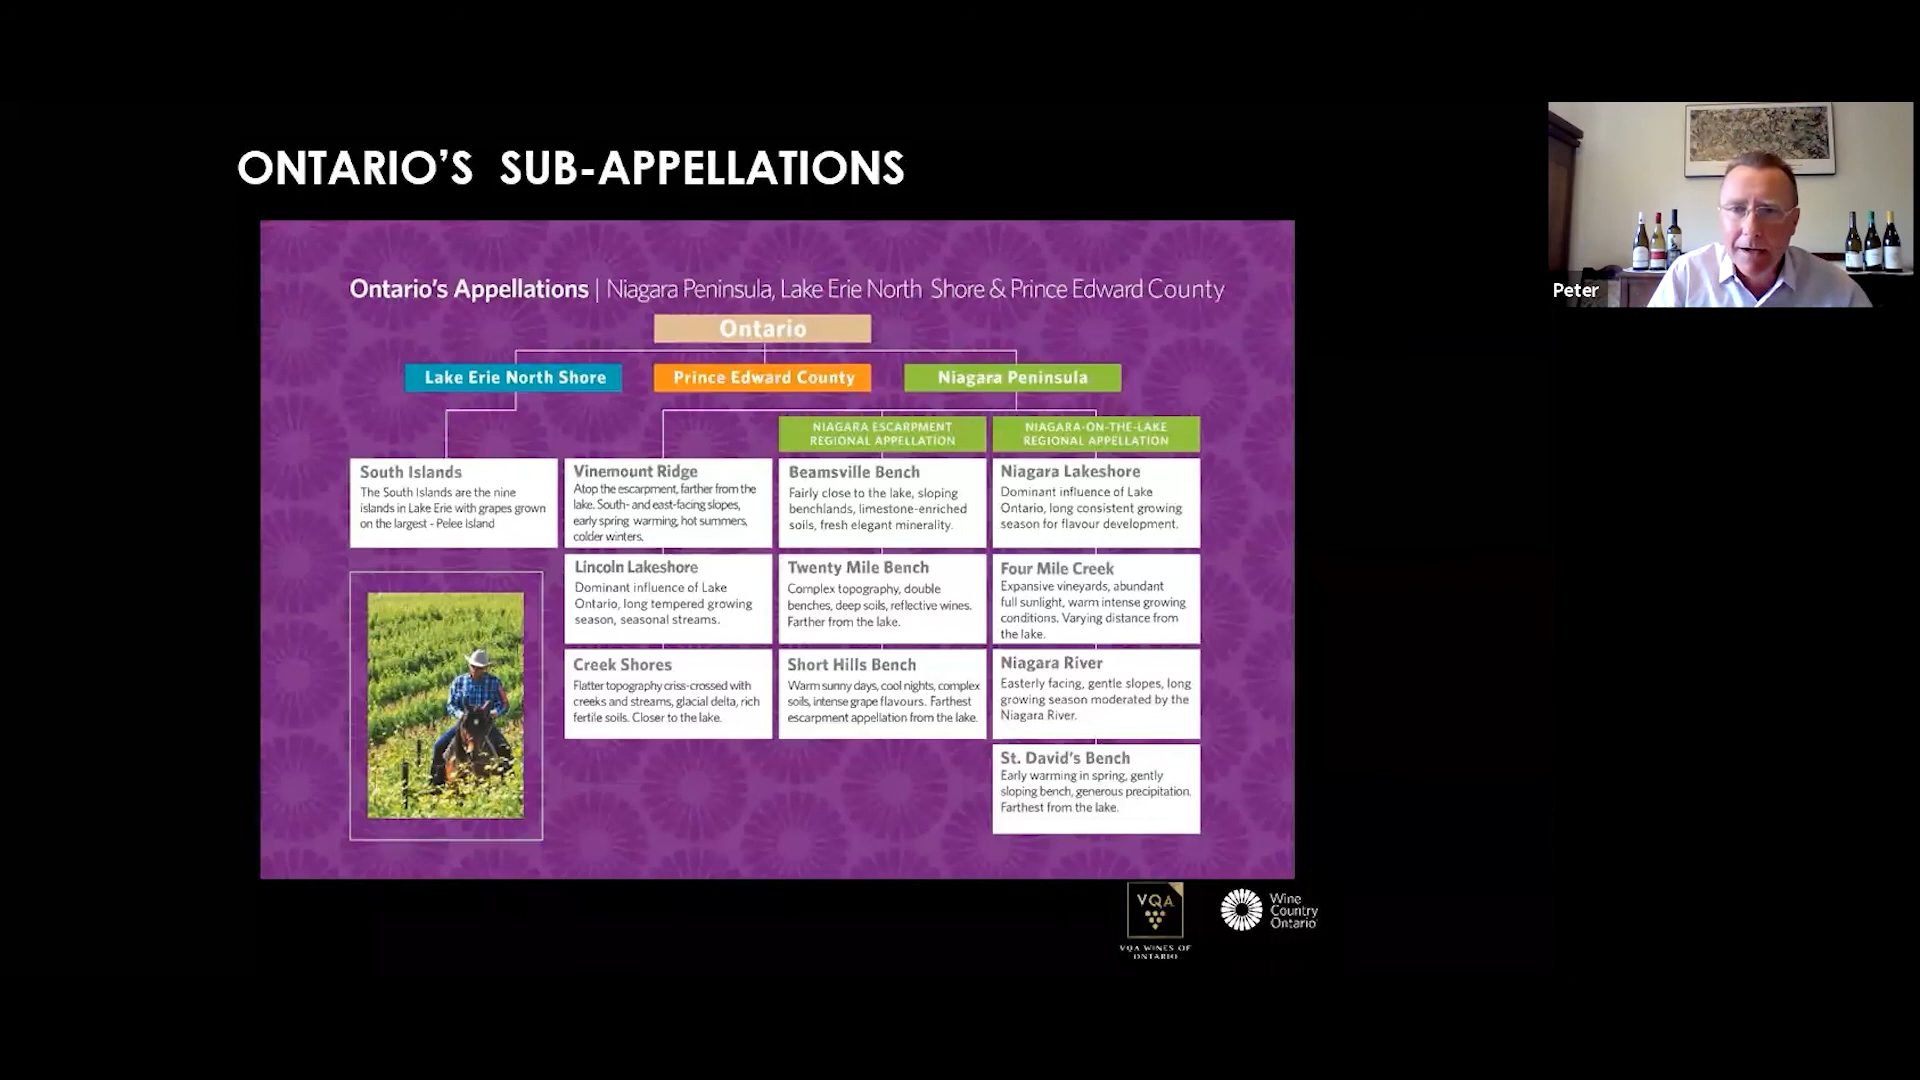 ONTARIO'S SUB-APPELLATIONS
Ontario's Appellations | Niagara Peninsula, Lake Erie North Shore & Prince Edward County
Ontario
Lake Erie North Shore
Prince Edward County
Niagara Peninsula
NIAGARA ESCARPMENT
REGIONAL APPELLATION
NIAGARA-ON-THE-LAKE
REGIONAL APPELLATION
South Islands
The South Islands are the nine
islands in Lake Erie with grapes grown
on the largest - Pelee Island
Vinemount Ridge
Atop the escarpment, farther from the
lake. South- and east-facing slopes,
early spring warming, hot summers,
colder winters.
Beamsville Bench
Fairly close to the lake, sloping
benchlands, limestone-enriched
soils, fresh elegant minerality.
Niagara Lakeshore
Dominant influence of Lake
Ontario, long consistent growing
season for flavour development.
Lincoln Lakeshore
Dominant influence of Lake
Ontario, long tempered growing
season, seasonal streams.
Twenty Mile Bench
Complex topography, double
benches, deep soils, reflective wines.
Farther from the lake.
Four Mile Creek
Expansive vineyards, abundant
full sunlight, warm intense growing
conditions. Varying distance from
the lake.
Creek Shores
Flatter topography criss-crossed with
creeks and streams, glacial delta, rich
fertile soils. Closer to the lake.
Short Hills Bench
Warm sunny days, cool nights, complex
soils, intense grape flavours. Farthest
escarpment appellation from the lake.
Niagara River
Easterly facing, gentle slopes, long
growing season moderated by the
Niagara River.
St. David's Bench
Early warming in spring, gently
sloping bench, generous precipitation.
Farthest from the lake.
VQA
VQA WINES OF
ONTARIO
Wine
Country
Ontario
Peter